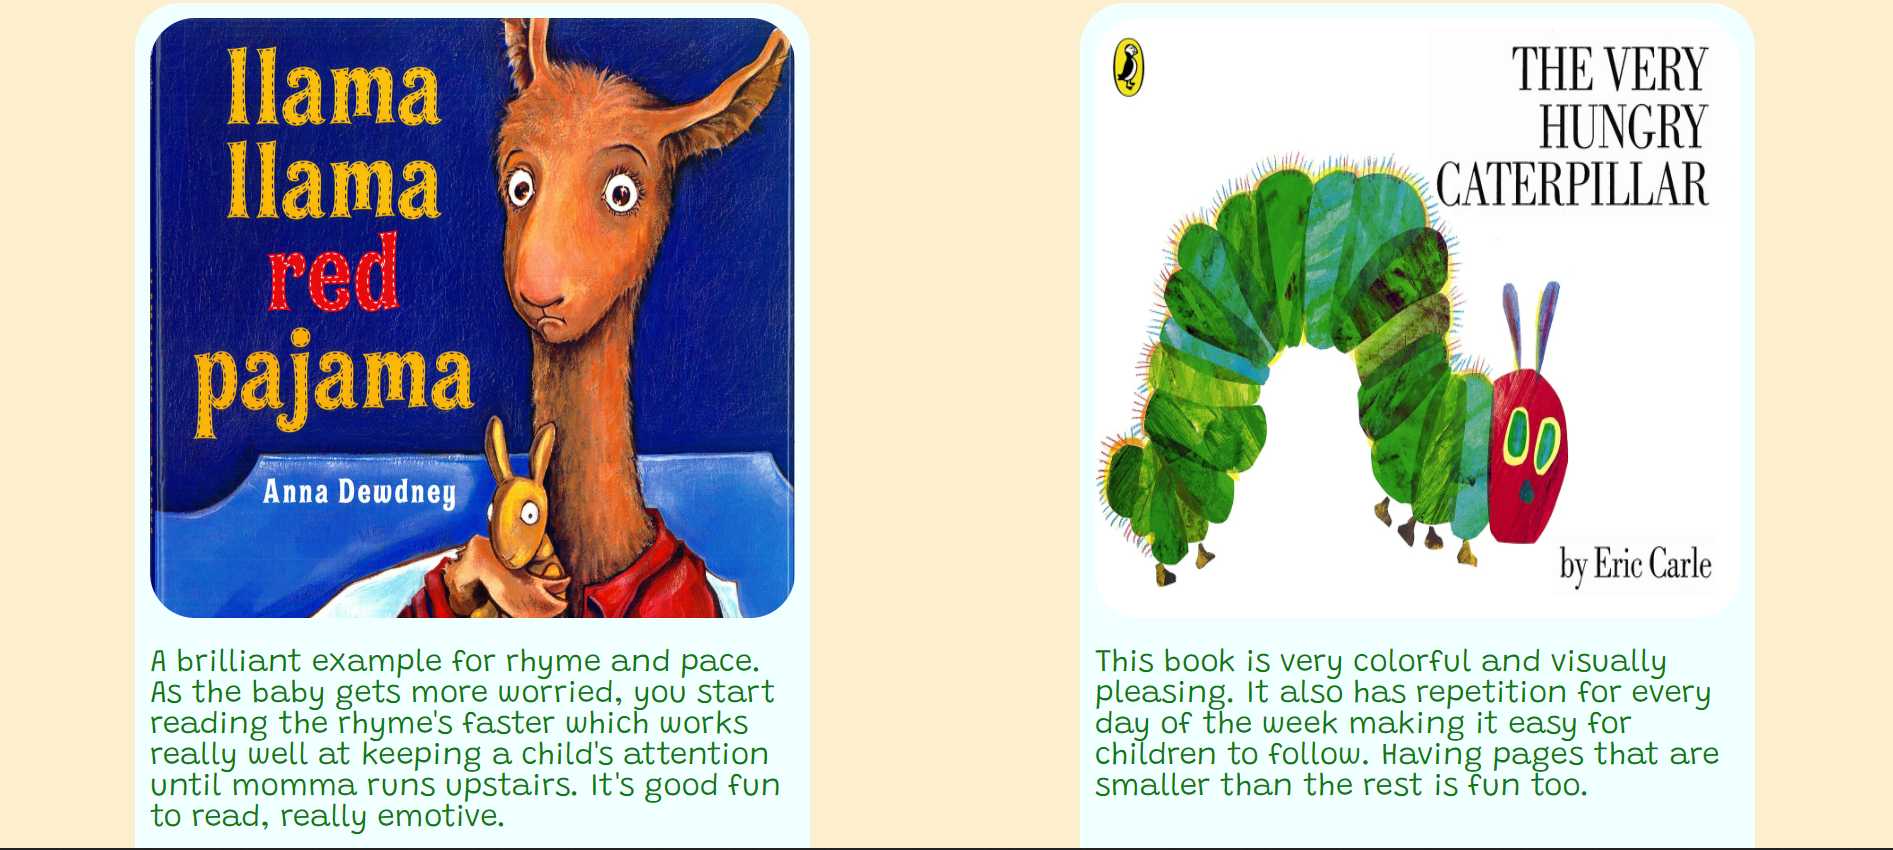 llama
llama
red
pajama
Anna Dewdney
A brilliant example for rhyme and pace.
As the baby gets more worried, you start
reading the rhyme's faster which works
really well at keeping a child's attention
until momma runs upstairs. It's good fun
to read, really emotive.
THE VERY
HUNGRY
CATERPILLAR
by Eric Carle
This book is very colorful and visually
pleasing. It also has repetition for every
day of the week making it easy for
children to follow. Having pages that are
smaller than the rest is fun too.